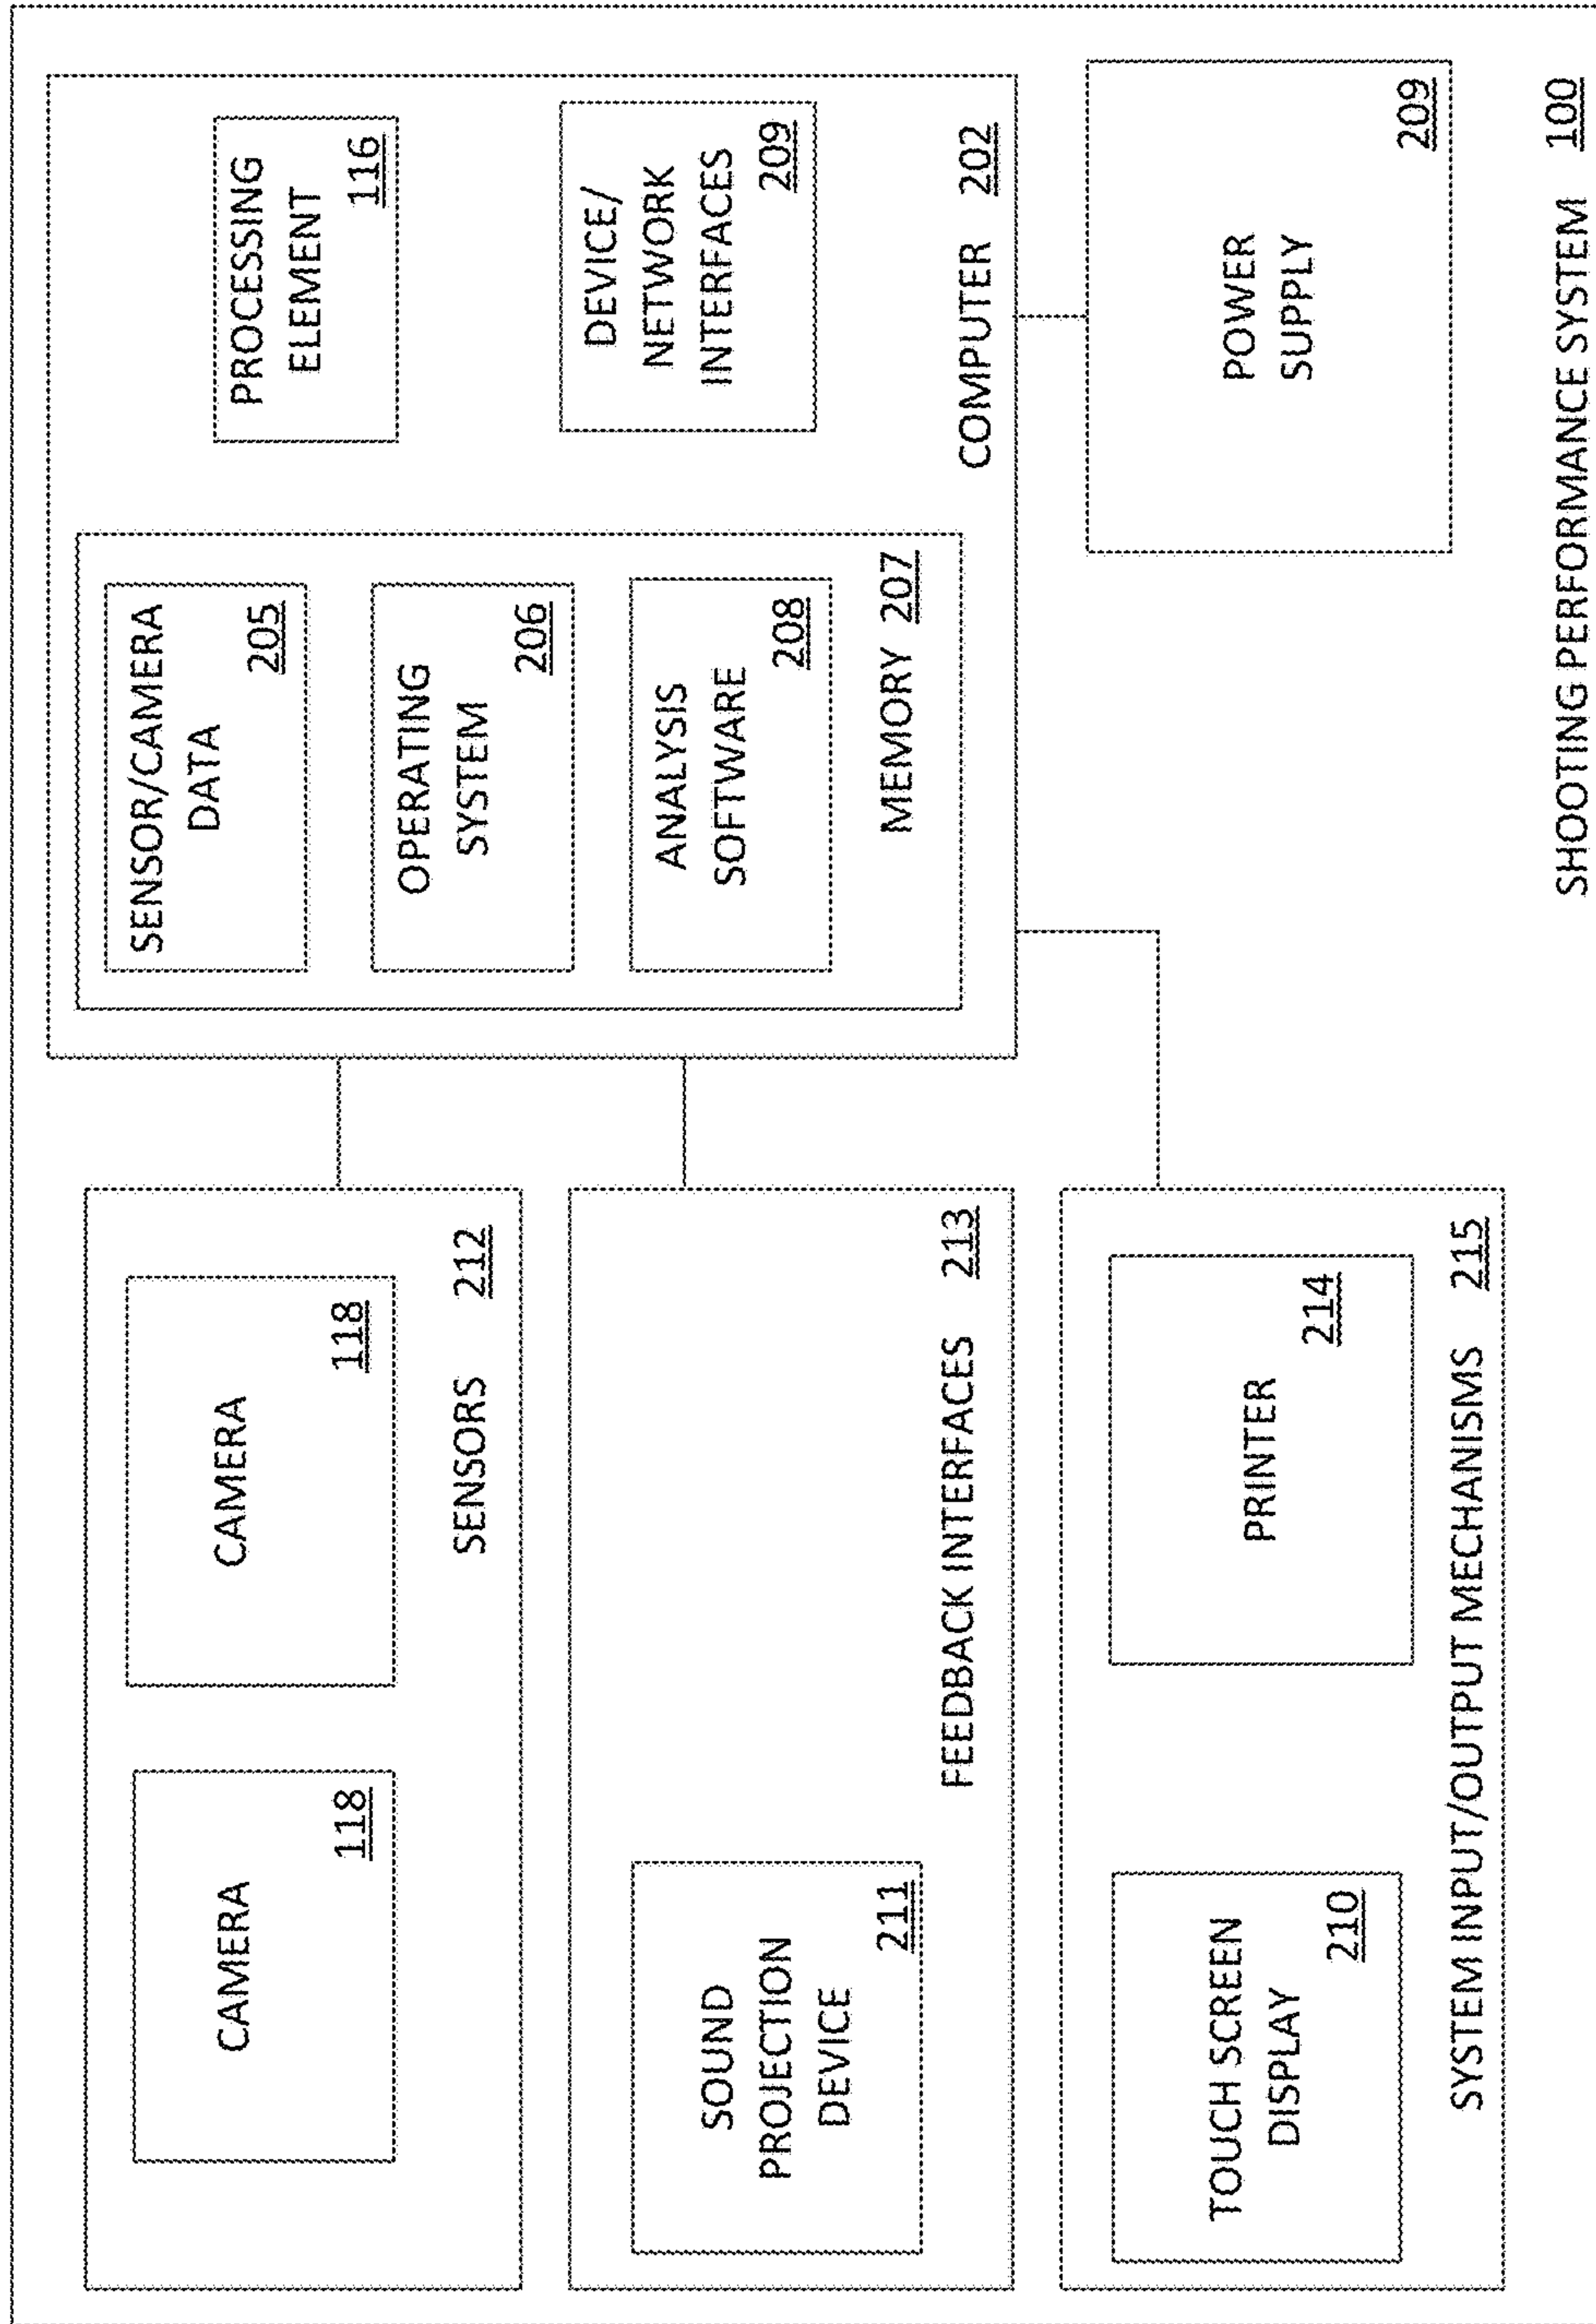 CAMERA
118
CAMERA
118
SENSORS 212
SOUND
PROJECTION
DEVICE
211
FEEDBACK INTERFACES 213
TOUCH SCREEN
DISPLAY
210
PRINTER
214
SYSTEM INPUT/OUTPUT MECHANISMS 215
SENSOR/CAMERA
DATA
205
OPERATING
SYSTEM
206
ANALYSIS
SOFTWARE
208
MEMORY 207
PROCESSING
ELEMENT
116
DEVICE/
NETWORK
INTERFACES
209
COMPUTER 202
POWER
SUPPLY
209
SHOOTING PERFORMANCE SYSTEM 100